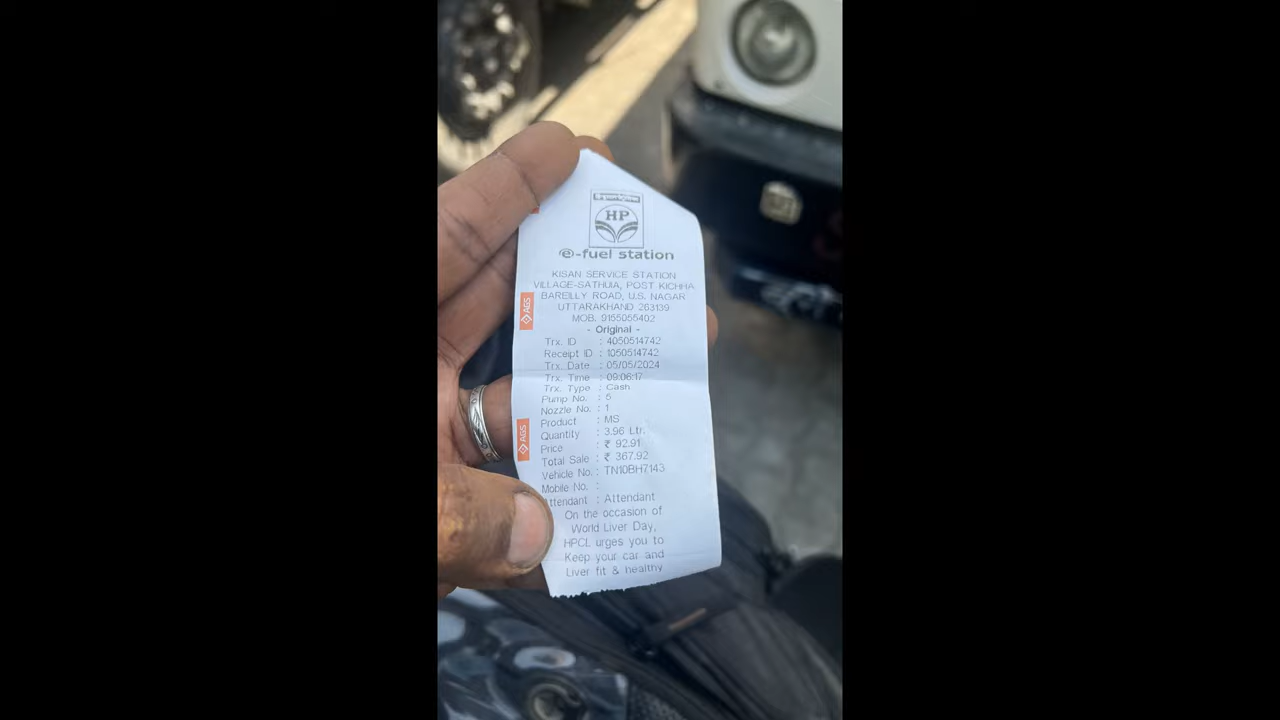 HP
e-fuel station
KISAN SERVICE STATION
VILLAGE-SATHUIA, POST KICHHA
BAREILLY ROAD, U.S. NAGAR
UTTARAKHAND 263139
MOB. 9155055402
- Original -
Trx. ID : 4050514742
Receipt ID : 1050514742
Trx. Date : 05/05/2024
Trx. Time : 09:06:17
Trx. Type : Cash
Pump No. : 5
Nozzle No. : 1
Product : MS
Quantity : 3.96 Ltr.
Price : ₹ 92.91
Total Sale : ₹ 367.92
Vehicle No. : TN10BH7143
Mobile No. :
Attendant : Attendant
On the occasion of
World Liver Day,
HPCL urges you to
Keep your car and
Liver fit & healthy
AGS
AGS